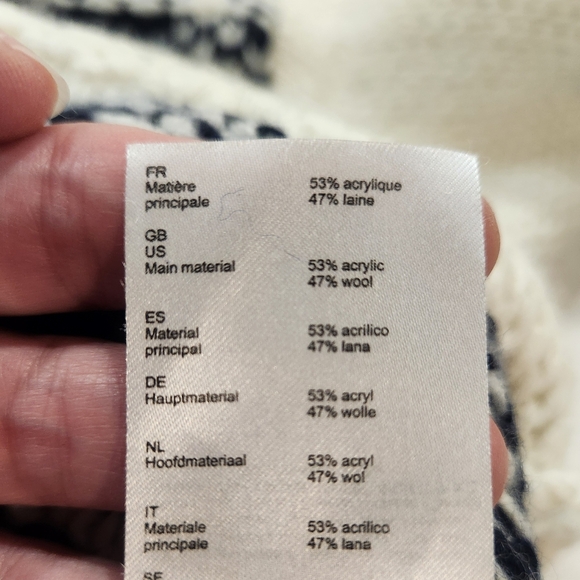 FR
Matière 53% acrylique
principale 47% laine
GB
US
Main material 53% acrylic
47% wool
ES
Material 53% acrilico
principal 47% lana
DE
Hauptmaterial 53% acryl
47% wolle
NL
Hoofdmateriaal 53% acryl
47% wol
IT
Materiale 53% acrilico
principale 47% lana
SE